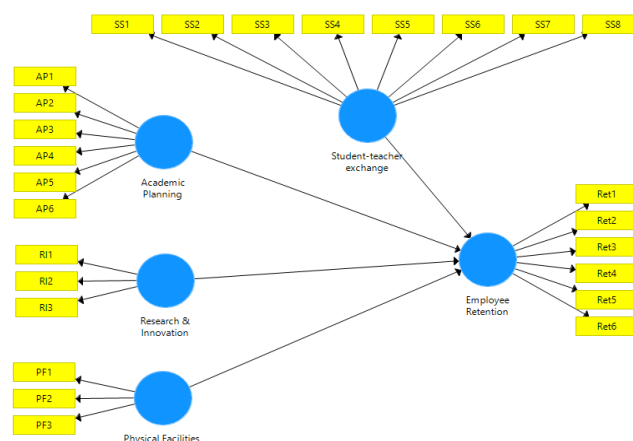 SS1 SS2 SS3 SS4 SS5 SS6 SS7 SS8
AP1
AP2
AP3
AP4
AP5
AP6
Academic
Planning
Student-teacher
exchange
Ret1
Ret2
Ret3
Ret4
Ret5
Ret6
Employee
Retention
RI1
RI2
RI3
Research &
Innovation
PF1
PF2
PF3
Physical Facilities